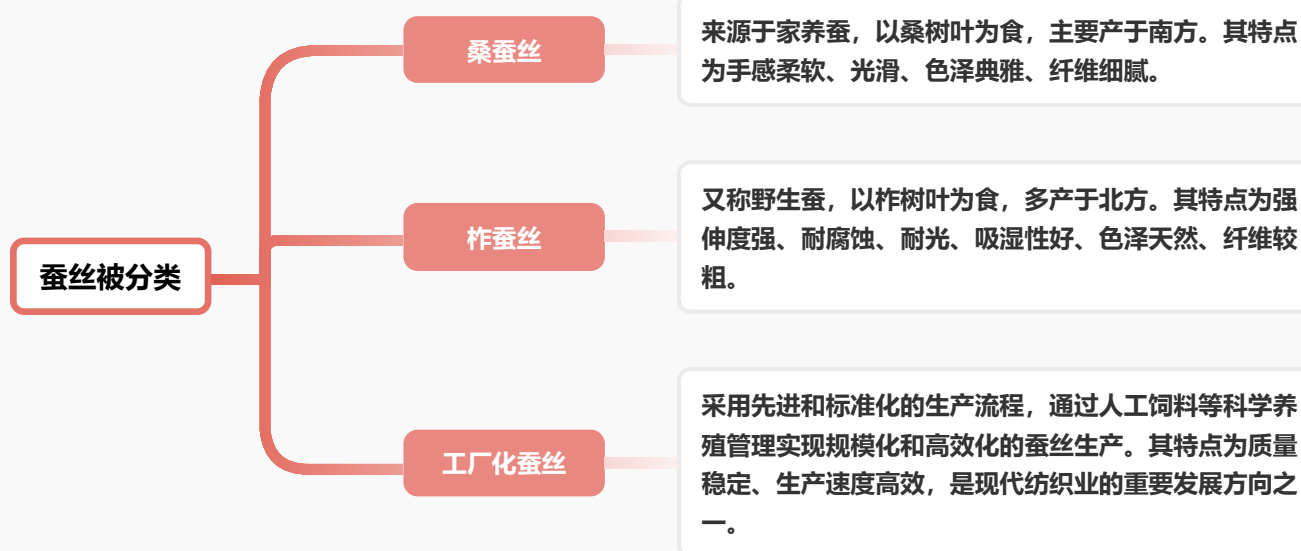 桑蚕丝
来源于家养蚕，以桑树叶为食，主要产于南方。其特点
为手感柔软、光滑、色泽典雅、纤维细腻。
蚕丝被分类
柞蚕丝
又称野生蚕，以柞树叶为食，多产于北方。其特点为强
伸度强、耐腐蚀、耐光、吸湿性好、色泽天然、纤维较
粗。
工厂化蚕丝
采用先进和标准化的生产流程，通过人工饲料等科学养
殖管理实现规模化和高效化的蚕丝生产。其特点为质量
稳定、生产速度高效，是现代纺织业的重要发展方向之
一。